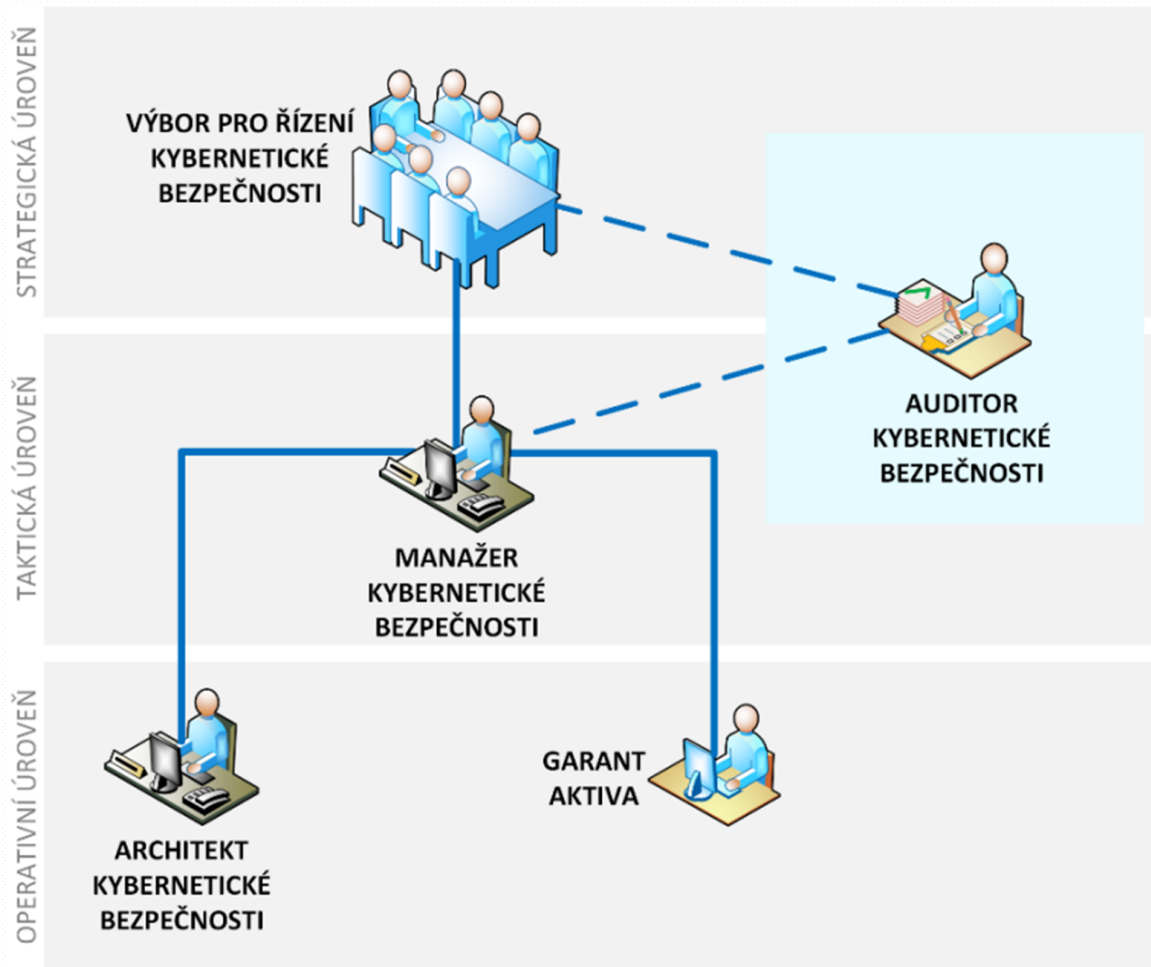 STRATEGICKÁ ÚROVEŇ
VÝBOR PRO ŘÍZENÍ
KYBERNETICKÉ
BEZPEČNOSTI
AUDITOR
KYBERNETICKÉ
BEZPEČNOSTI
TAKTICKÁ ÚROVEŇ
MANAŽER
KYBERNETICKÉ
BEZPEČNOSTI
OPERATIVNÍ ÚROVEŇ
ARCHITEKT
KYBERNETICKÉ
BEZPEČNOSTI
GARANT
AKTIVA